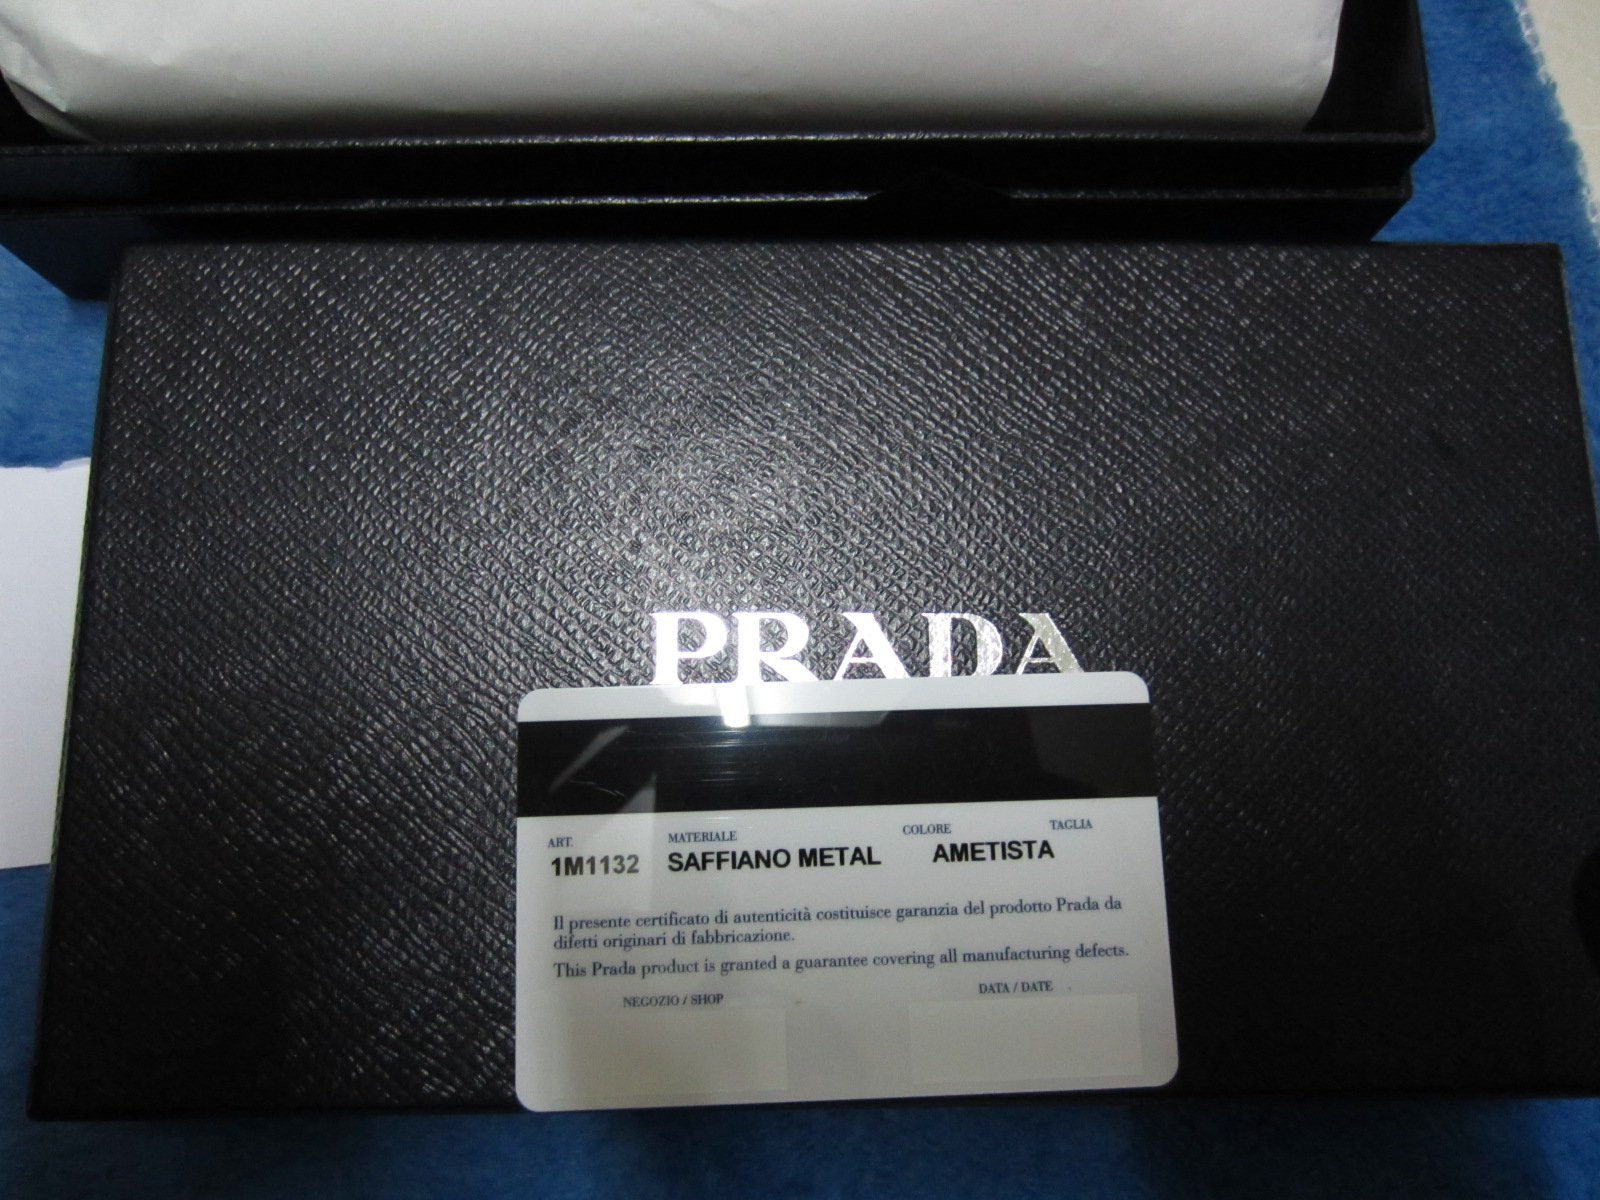 PRADA
ART. MATERIALE COLORE TAGLIA
1M1132 SAFFIANO METAL AMETISTA
Il presente certificato di autenticità costituisce garanzia del prodotto Prada da
difetti originari di fabbricazione.
This Prada product is granted a guarantee covering all manufacturing defects.
NEGOZIO / SHOP DATA / DATE